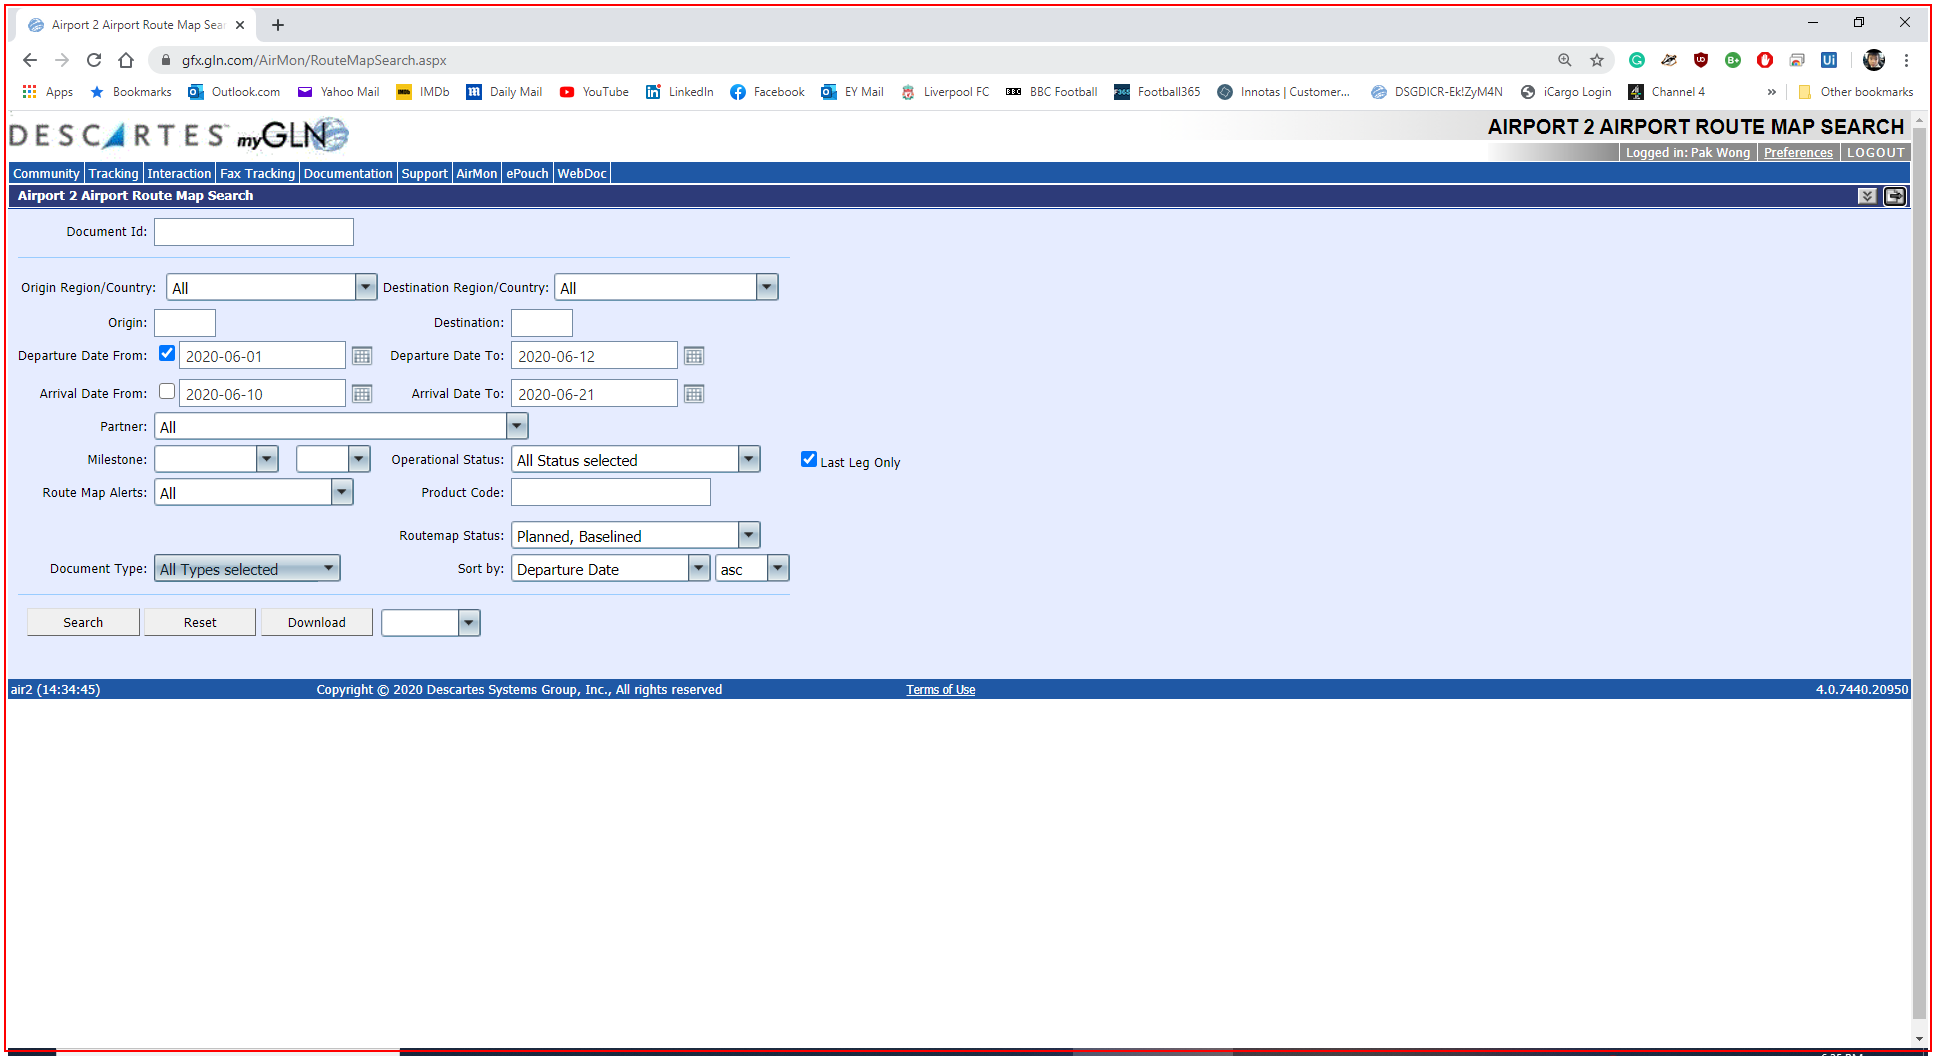 Airport 2 Airport Route Map Sear
gfx.gln.com/AirMon/RouteMapSearch.aspx
Apps Bookmarks Outlook.com Yahoo Mail IMDb Daily Mail YouTube LinkedIn Facebook EY Mail Liverpool FC BBC Football Football365 Innotas | Customer... DSGDICR-Ek!ZyM4N iCargo Login Channel 4 » Other bookmarks
DESCARTES™ myGLN
AIRPORT 2 AIRPORT ROUTE MAP SEARCH
Logged in: Pak Wong Preferences LOGOUT
Community Tracking Interaction Fax Tracking Documentation Support AirMon ePouch WebDoc
Airport 2 Airport Route Map Search
Document Id:
Origin Region/Country: All Destination Region/Country: All
Origin: Destination:
Departure Date From: 2020-06-01 Departure Date To: 2020-06-12
Arrival Date From: 2020-06-10 Arrival Date To: 2020-06-21
Partner: All
Milestone: Operational Status: All Status selected Last Leg Only
Route Map Alerts: All Product Code:
Routemap Status: Planned, Baselined
Document Type: All Types selected Sort by: Departure Date asc
Search Reset Download
air2 (14:34:45) Copyright © 2020 Descartes Systems Group, Inc., All rights reserved Terms of Use 4.0.7440.20950